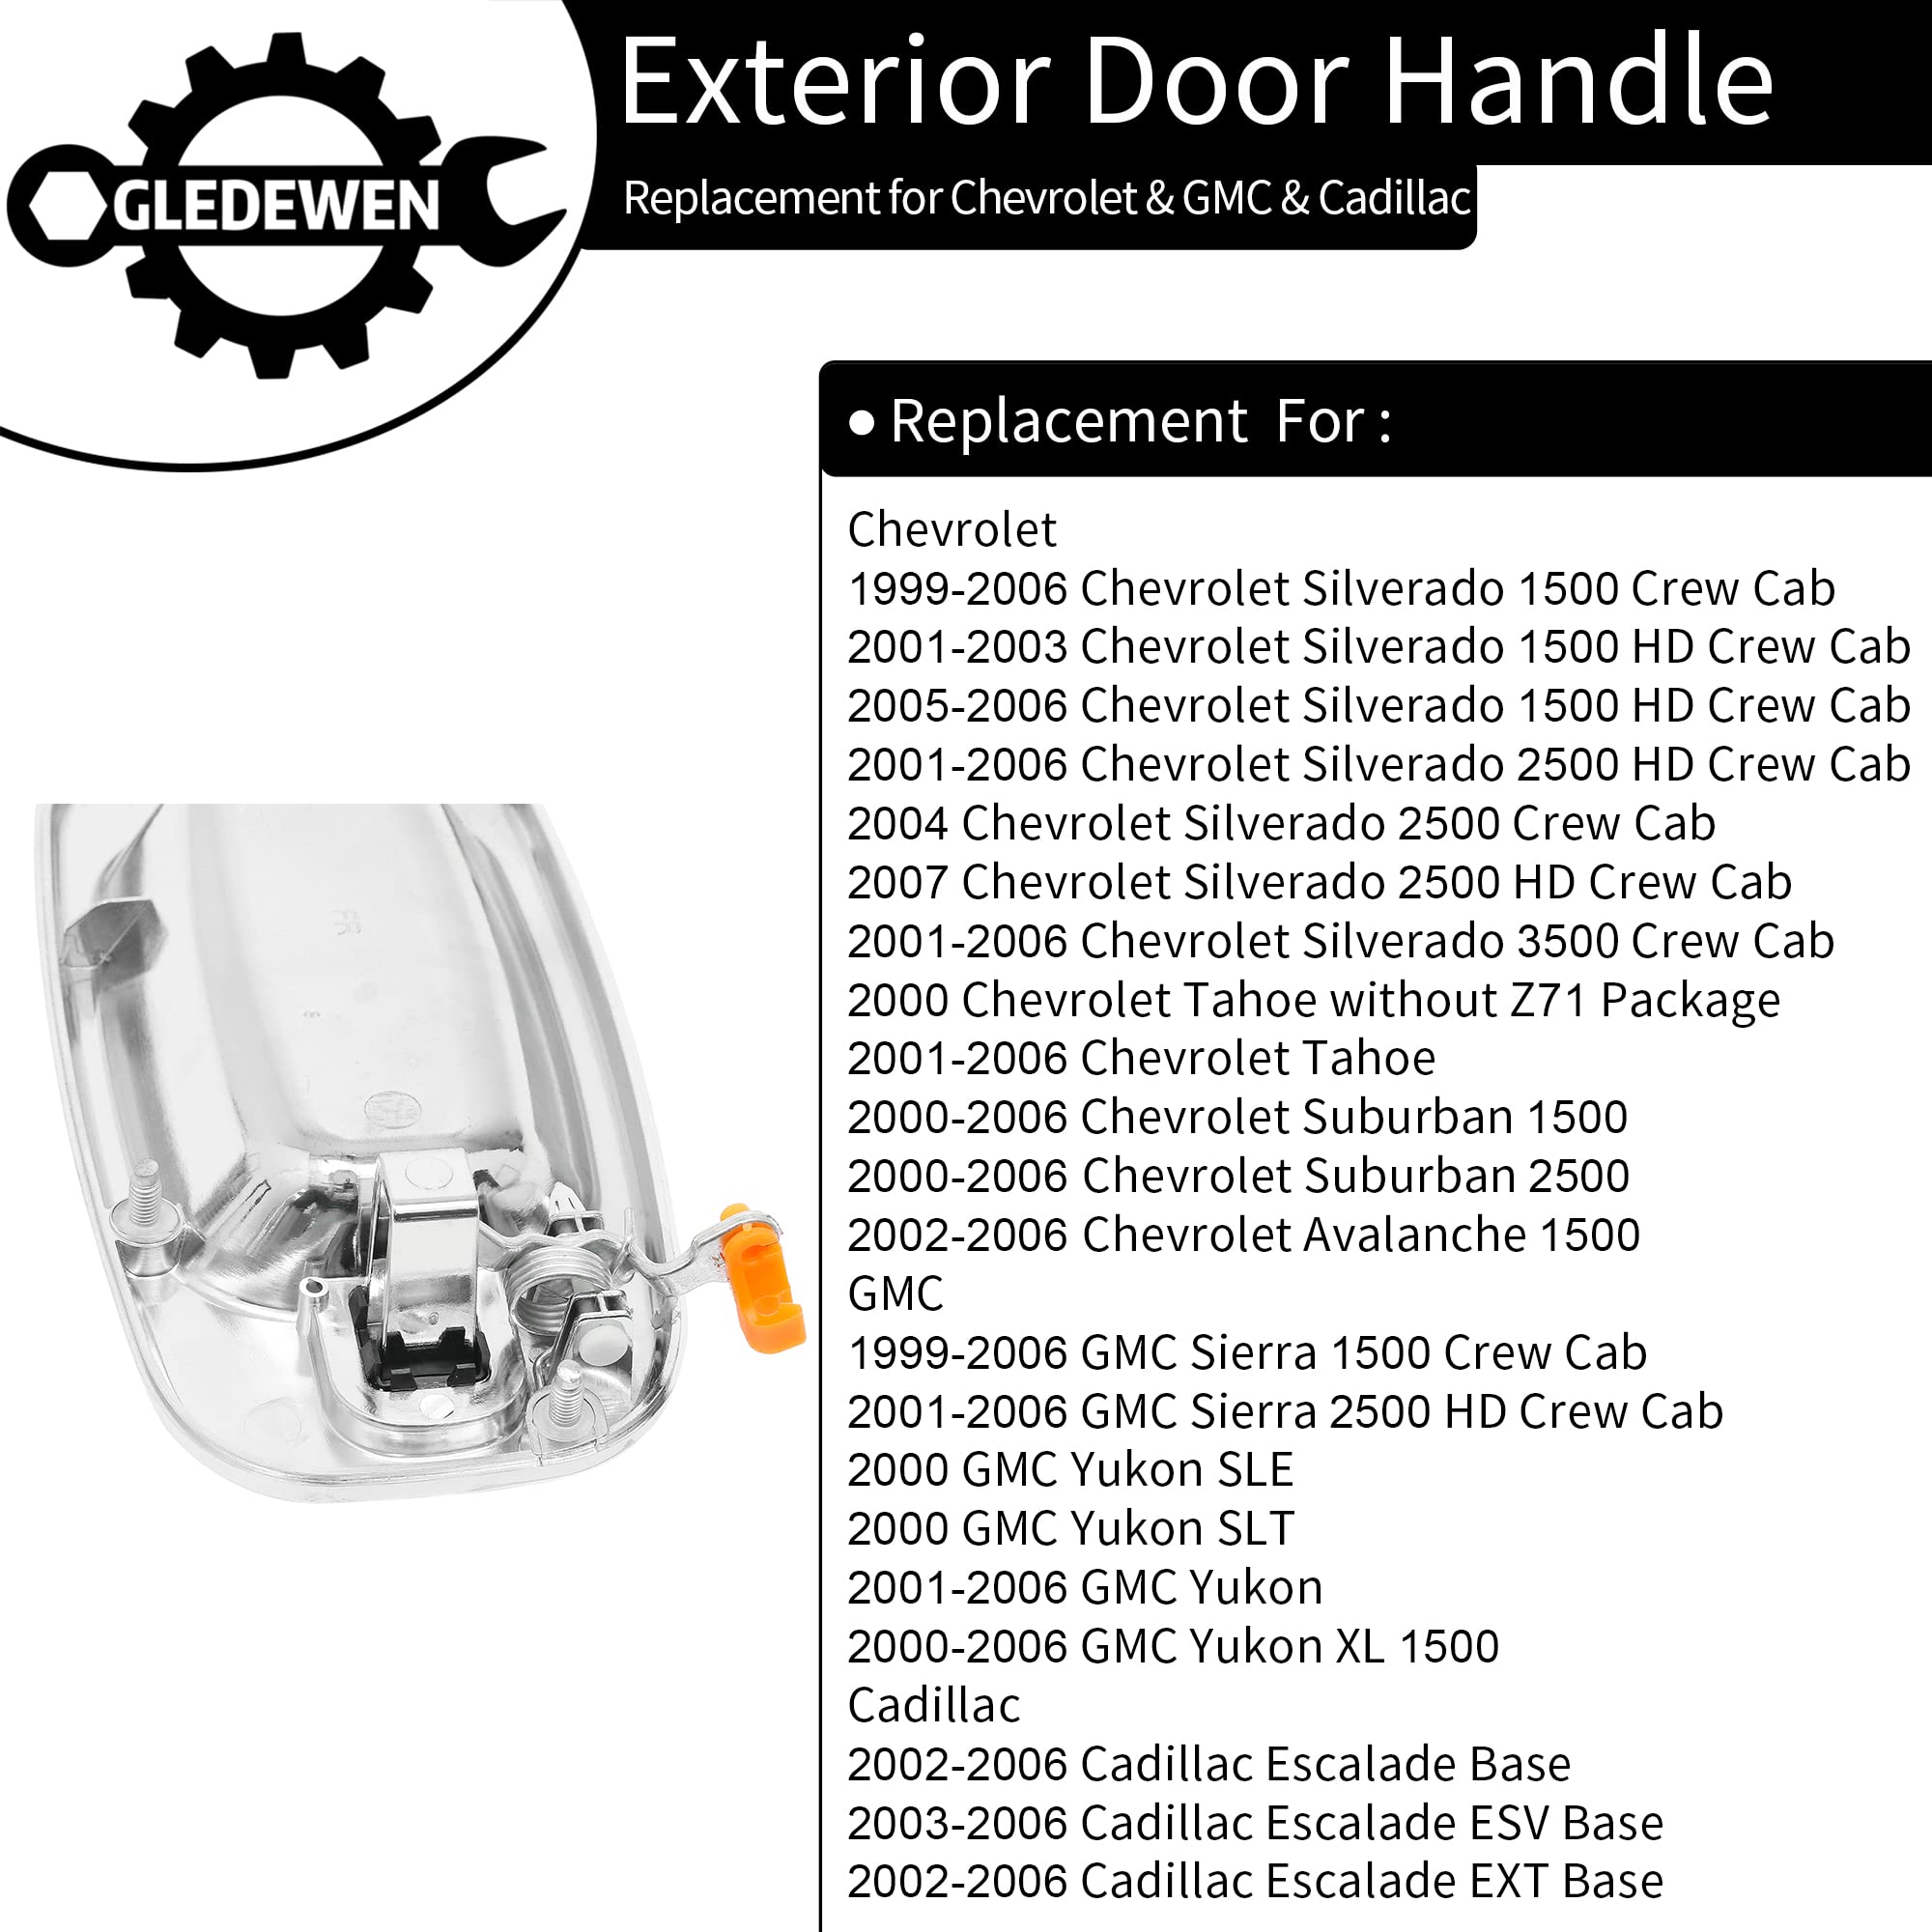 GLEDEWEN
Exterior Door Handle
Replacement for Chevrolet & GMC & Cadillac
● Replacement For :
Chevrolet
1999-2006 Chevrolet Silverado 1500 Crew Cab
2001-2003 Chevrolet Silverado 1500 HD Crew Cab
2005-2006 Chevrolet Silverado 1500 HD Crew Cab
2001-2006 Chevrolet Silverado 2500 HD Crew Cab
2004 Chevrolet Silverado 2500 Crew Cab
2007 Chevrolet Silverado 2500 HD Crew Cab
2001-2006 Chevrolet Silverado 3500 Crew Cab
2000 Chevrolet Tahoe without Z71 Package
2001-2006 Chevrolet Tahoe
2000-2006 Chevrolet Suburban 1500
2000-2006 Chevrolet Suburban 2500
2002-2006 Chevrolet Avalanche 1500
GMC
1999-2006 GMC Sierra 1500 Crew Cab
2001-2006 GMC Sierra 2500 HD Crew Cab
2000 GMC Yukon SLE
2000 GMC Yukon SLT
2001-2006 GMC Yukon
2000-2006 GMC Yukon XL 1500
Cadillac
2002-2006 Cadillac Escalade Base
2003-2006 Cadillac Escalade ESV Base
2002-2006 Cadillac Escalade EXT Base